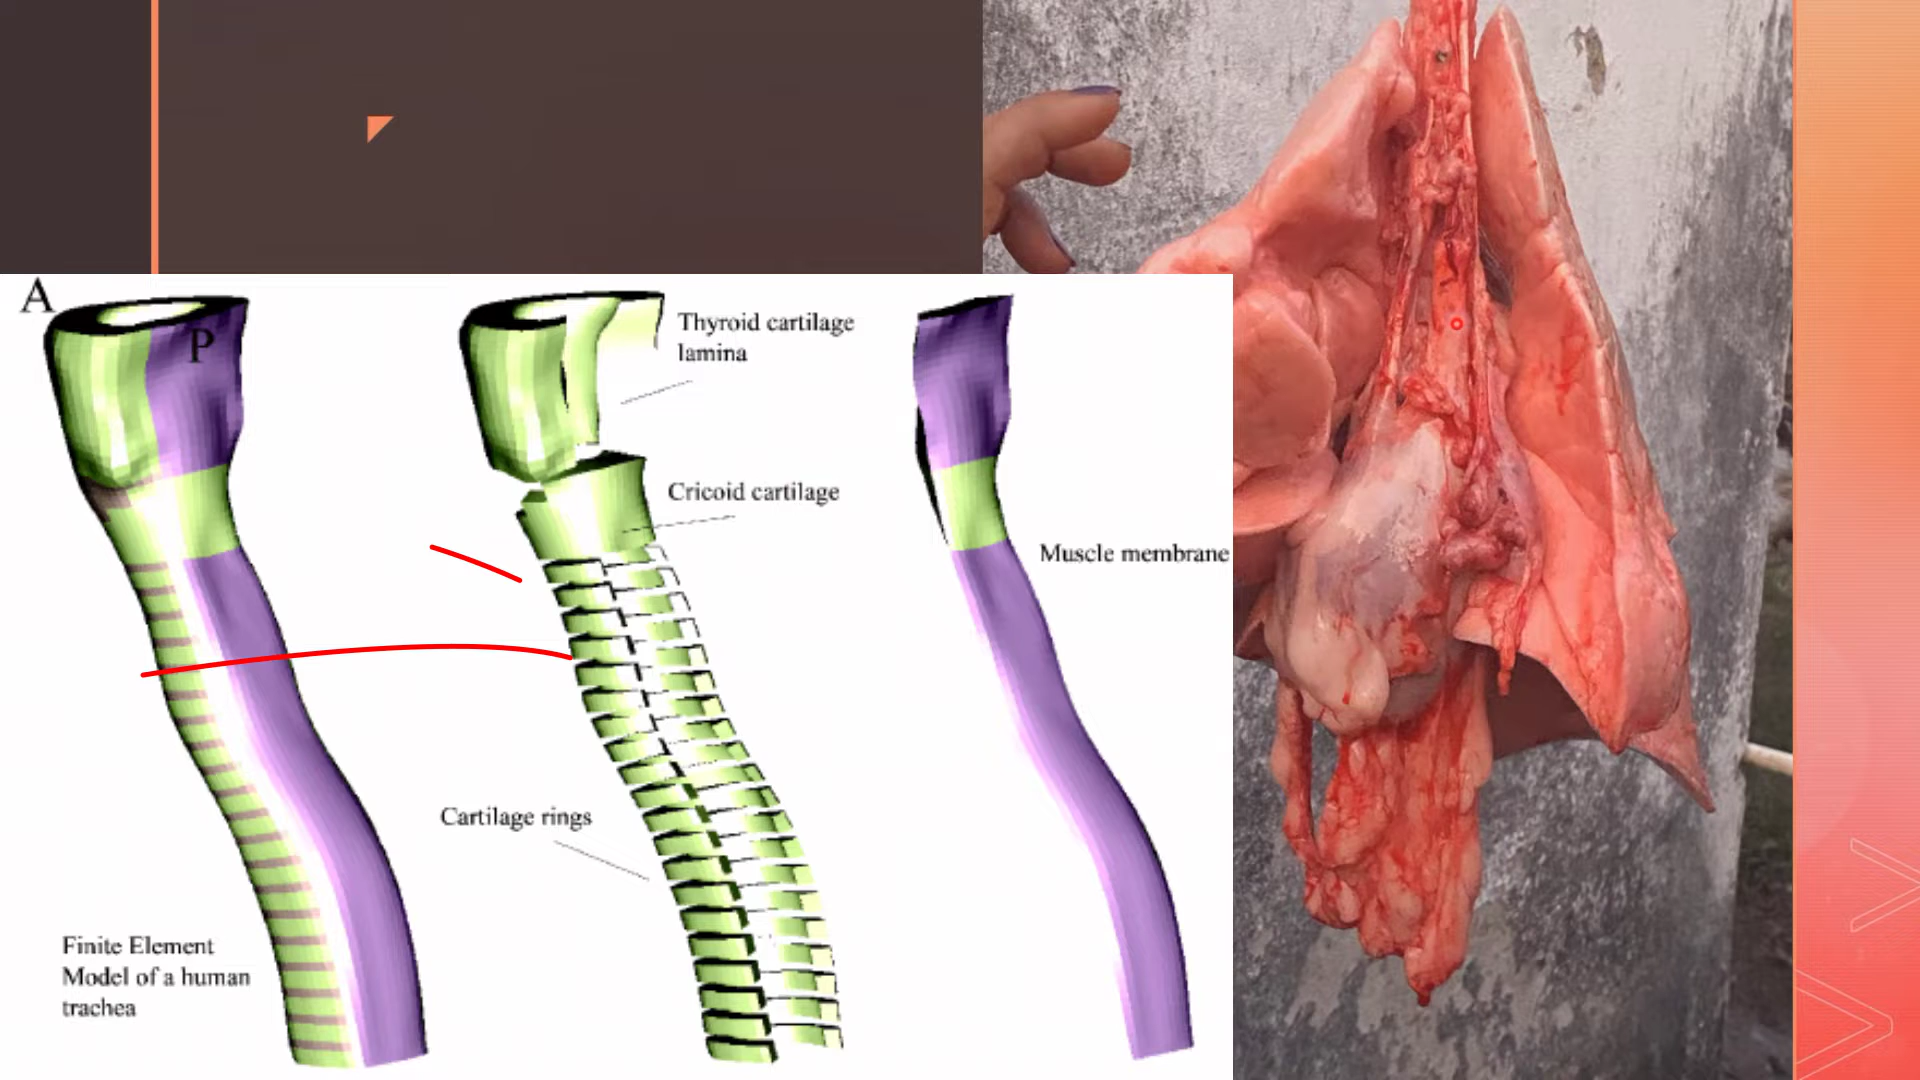 A
P
Thyroid cartilage
lamina
Cricoid cartilage
Muscle membrane
Cartilage rings
Finite Element
Model of a human
trachea